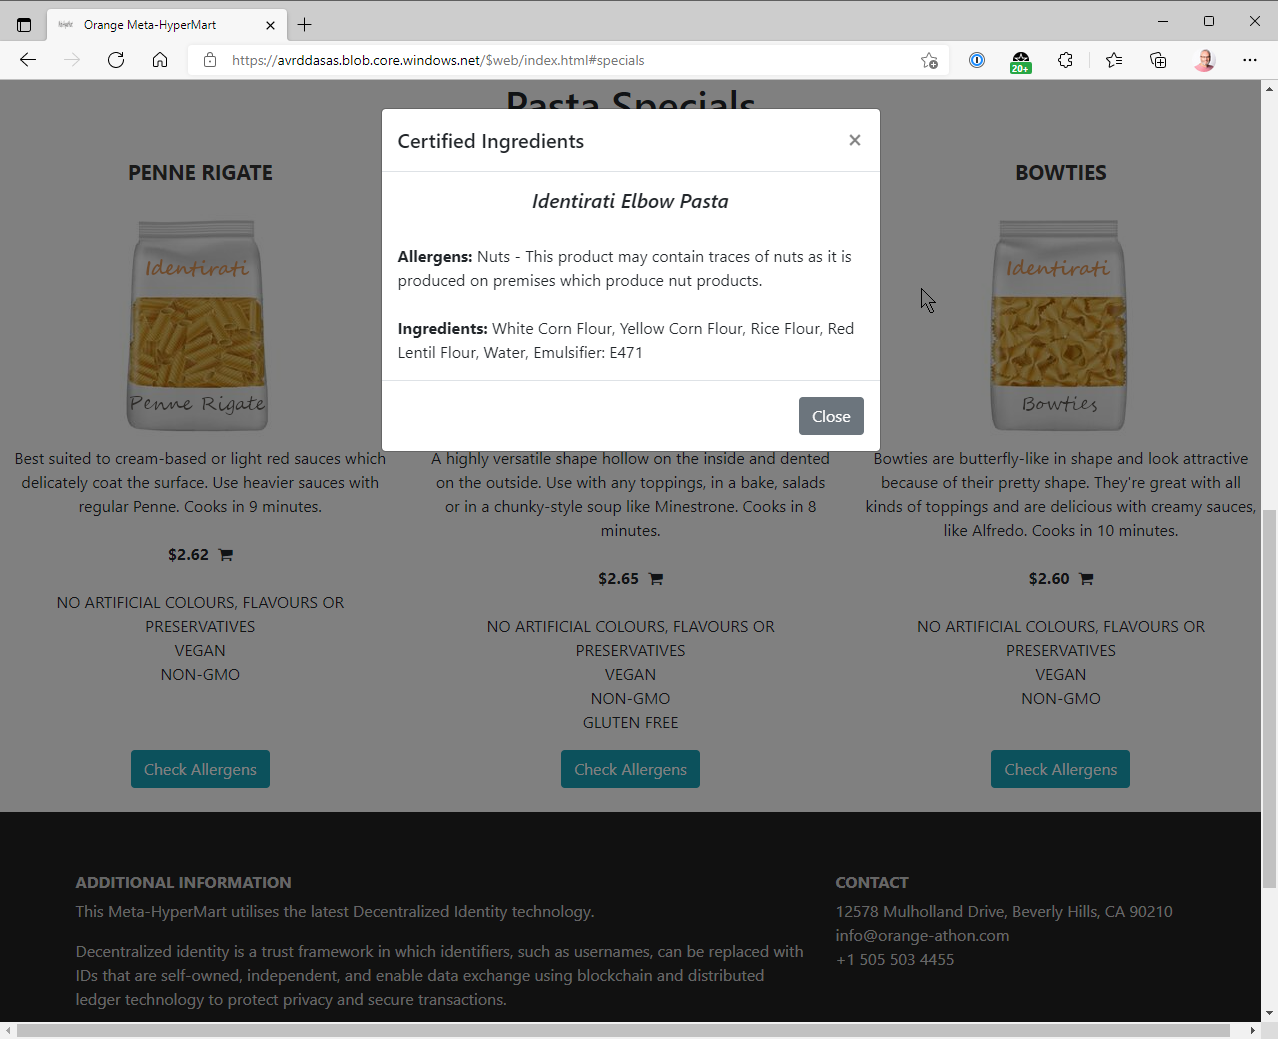 Orange Meta-HyperMart
https://avrddasas.blob.core.windows.net/$web/index.html#specials
20+
Pasta Specials
Certified Ingredients
×
Identirati Elbow Pasta
Allergens: Nuts - This product may contain traces of nuts as it is
produced on premises which produce nut products.
Ingredients: White Corn Flour, Yellow Corn Flour, Rice Flour, Red
Lentil Flour, Water, Emulsifier: E471
Close
PENNE RIGATE
Identirati
Penne Rigate
Best suited to cream-based or light red sauces which
delicately coat the surface. Use heavier sauces with
regular Penne. Cooks in 9 minutes.
$2.62
NO ARTIFICIAL COLOURS, FLAVOURS OR
PRESERVATIVES
VEGAN
NON-GMO
Check Allergens
A highly versatile shape hollow on the inside and dented
on the outside. Use with any toppings, in a bake, salads
or in a chunky-style soup like Minestrone. Cooks in 8
minutes.
$2.65
NO ARTIFICIAL COLOURS, FLAVOURS OR
PRESERVATIVES
VEGAN
NON-GMO
GLUTEN FREE
Check Allergens
BOWTIES
Identirati
Bowties
Bowties are butterfly-like in shape and look attractive
because of their pretty shape. They're great with all
kinds of toppings and are delicious with creamy sauces,
like Alfredo. Cooks in 10 minutes.
$2.60
NO ARTIFICIAL COLOURS, FLAVOURS OR
PRESERVATIVES
VEGAN
NON-GMO
Check Allergens
ADDITIONAL INFORMATION
This Meta-HyperMart utilises the latest Decentralized Identity technology.
Decentralized identity is a trust framework in which identifiers, such as usernames, can be replaced with
IDs that are self-owned, independent, and enable data exchange using blockchain and distributed
ledger technology to protect privacy and secure transactions.
CONTACT
12578 Mulholland Drive, Beverly Hills, CA 90210
info@orange-athon.com
+1 505 503 4455